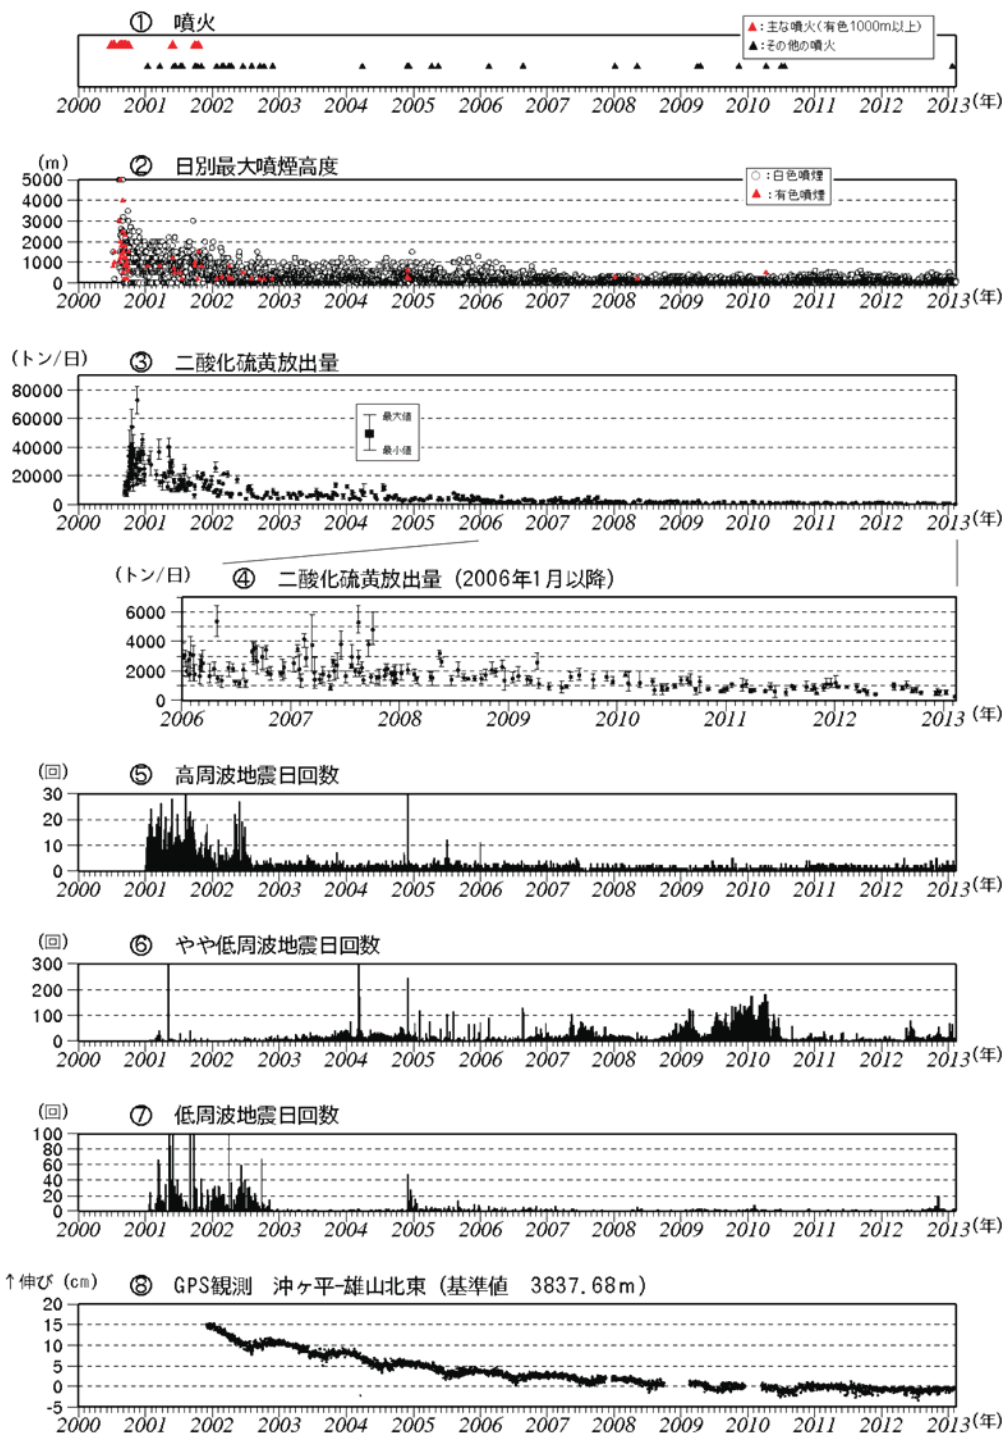 ① 噴火
▲:主な噴火(有色1000m以上)
▲:その他の噴火
2000 2001 2002 2003 2004 2005 2006 2007 2008 2009 2010 2011 2012 2013(年)
(m) ② 日別最大噴煙高度
○:白色噴煙
▲:有色噴煙
5000
4000
3000
2000
1000
0
2000 2001 2002 2003 2004 2005 2006 2007 2008 2009 2010 2011 2012 2013(年)
(トン/日) ③ 二酸化硫黄放出量
80000
60000
40000
20000
0
最大値
最小値
2000 2001 2002 2003 2004 2005 2006 2007 2008 2009 2010 2011 2012 2013(年)
(トン/日) ④ 二酸化硫黄放出量(2006年1月以降)
6000
4000
2000
0
2006 2007 2008 2009 2010 2011 2012 2013(年)
(回) ⑤ 高周波地震日回数
30
20
10
0
2000 2001 2002 2003 2004 2005 2006 2007 2008 2009 2010 2011 2012 2013(年)
(回) ⑥ やや低周波地震日回数
300
200
100
0
2000 2001 2002 2003 2004 2005 2006 2007 2008 2009 2010 2011 2012 2013(年)
(回) ⑦ 低周波地震日回数
100
80
60
40
20
0
2000 2001 2002 2003 2004 2005 2006 2007 2008 2009 2010 2011 2012 2013(年)
↑伸び(cm) ⑧ GPS観測 沖ヶ平-雄山北東(基準値 3837.68m)
20
15
10
5
0
-5
2000 2001 2002 2003 2004 2005 2006 2007 2008 2009 2010 2011 2012 2013(年)